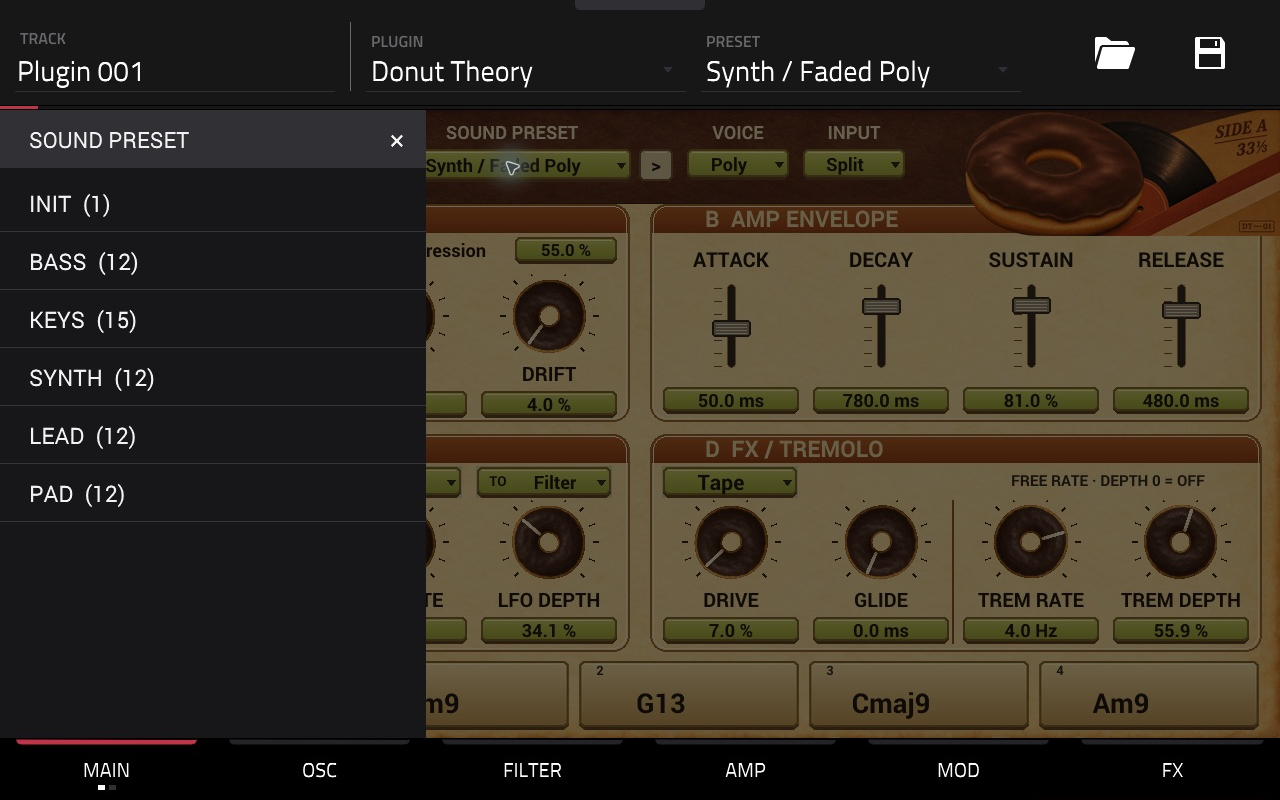 TRACK
Plugin 001
PLUGIN
Donut Theory
PRESET
Synth / Faded Poly
SOUND PRESET
INIT (1)
BASS (12)
KEYS (15)
SYNTH (12)
LEAD (12)
PAD (12)
SOUND PRESET
Synth / Faded Poly
>
VOICE
Poly
INPUT
Split
SIDE A
33⅓
DT-01
ression
55.0 %
DRIFT
4.0 %
B AMP ENVELOPE
ATTACK
DECAY
SUSTAIN
RELEASE
50.0 ms
780.0 ms
81.0 %
480.0 ms
TO Filter
TE
LFO DEPTH
34.1 %
D FX / TREMOLO
Tape
FREE RATE · DEPTH 0 = OFF
DRIVE
GLIDE
TREM RATE
TREM DEPTH
7.0 %
0.0 ms
4.0 Hz
55.9 %
m9
2
G13
3
Cmaj9
4
Am9
MAIN
OSC
FILTER
AMP
MOD
FX